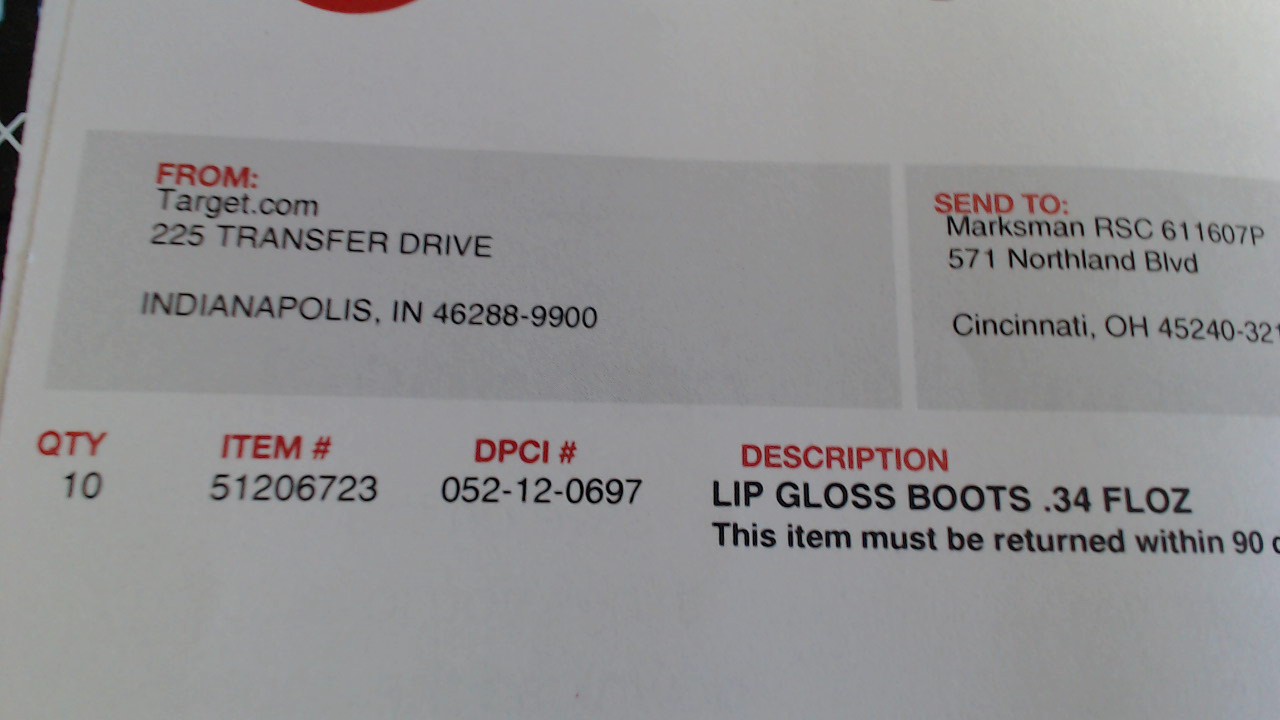 FROM:
Target.com
225 TRANSFER DRIVE
INDIANAPOLIS, IN 46288-9900
SEND TO:
Marksman RSC 611607P
571 Northland Blvd
Cincinnati, OH 45240-321
QTY ITEM # DPCI # DESCRIPTION
10 51206723 052-12-0697 LIP GLOSS BOOTS .34 FLOZ
This item must be returned within 90